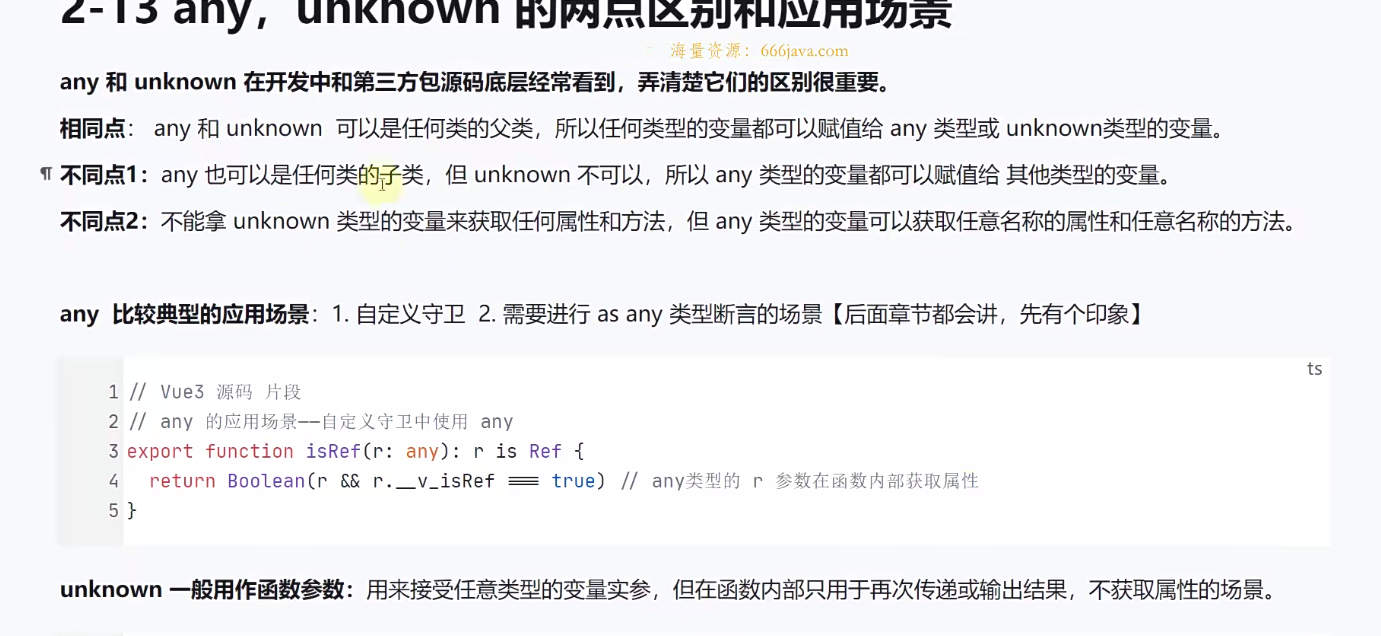 2-13 any，unknown 的两点区别和应用场景
海量资源：666java.com
any 和 unknown 在开发中和第三方包源码底层经常看到，弄清楚它们的区别很重要。
相同点： any 和 unknown 可以是任何类的父类，所以任何类型的变量都可以赋值给 any 类型或 unknown类型的变量。
¶ 不同点1：any 也可以是任何类的子类，但 unknown 不可以，所以 any 类型的变量都可以赋值给 其他类型的变量。
不同点2：不能拿 unknown 类型的变量来获取任何属性和方法，但 any 类型的变量可以获取任意名称的属性和任意名称的方法。
any 比较典型的应用场景：1. 自定义守卫 2. 需要进行 as any 类型断言的场景【后面章节都会讲，先有个印象】
ts
1 // Vue3 源码 片段
2 // any 的应用场景——自定义守卫中使用 any
3 export function isRef(r: any): r is Ref {
4 return Boolean(r && r.__v_isRef === true) // any类型的 r 参数在函数内部获取属性
5 }
unknown 一般用作函数参数：用来接受任意类型的变量实参，但在函数内部只用于再次传递或输出结果，不获取属性的场景。